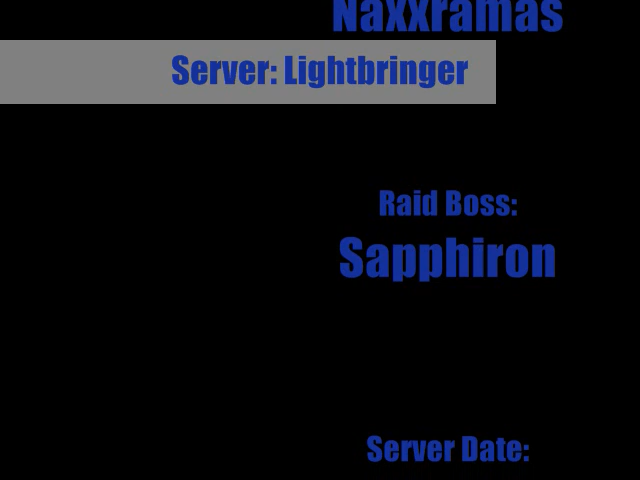 Naxxramas
Server: Lightbringer
Raid Boss:
Sapphiron
Server Date: